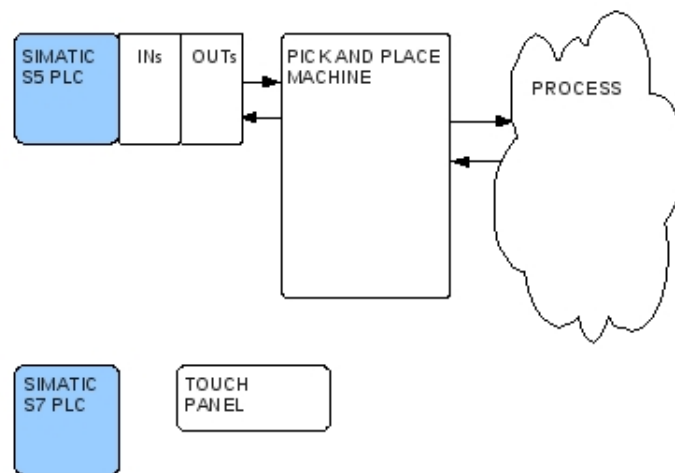 SIMATIC
S5 PLC
INs
OUTs
PICK AND PLACE
MACHINE
PROCESS
SIMATIC
S7 PLC
TOUCH
PANEL